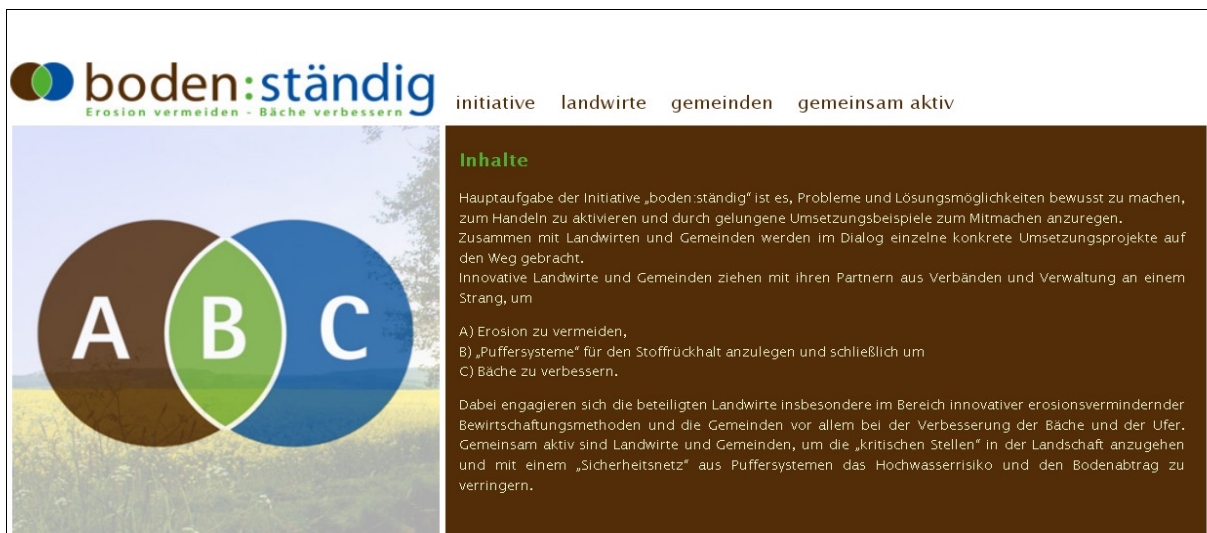 boden:ständig
Erosion vermeiden - Bäche verbessern
initiative landwirte gemeinden gemeinsam aktiv
A B C
Inhalte
Hauptaufgabe der Initiative „boden:ständig“ ist es, Probleme und Lösungsmöglichkeiten bewusst zu machen,
zum Handeln zu aktivieren und durch gelungene Umsetzungsbeispiele zum Mitmachen anzuregen.
Zusammen mit Landwirten und Gemeinden werden im Dialog einzelne konkrete Umsetzungsprojekte auf
den Weg gebracht.
Innovative Landwirte und Gemeinden ziehen mit ihren Partnern aus Verbänden und Verwaltung an einem
Strang, um
A) Erosion zu vermeiden,
B) „Puffersysteme“ für den Stoffrückhalt anzulegen und schließlich um
C) Bäche zu verbessern.
Dabei engagieren sich die beteiligten Landwirte insbesondere im Bereich innovativer erosionsvermindernder
Bewirtschaftungsmethoden und die Gemeinden vor allem bei der Verbesserung der Bäche und der Ufer.
Gemeinsam aktiv sind Landwirte und Gemeinden, um die „kritischen Stellen“ in der Landschaft anzugehen
und mit einem „Sicherheitsnetz“ aus Puffersystemen das Hochwasserrisiko und den Bodenabtrag zu
verringern.